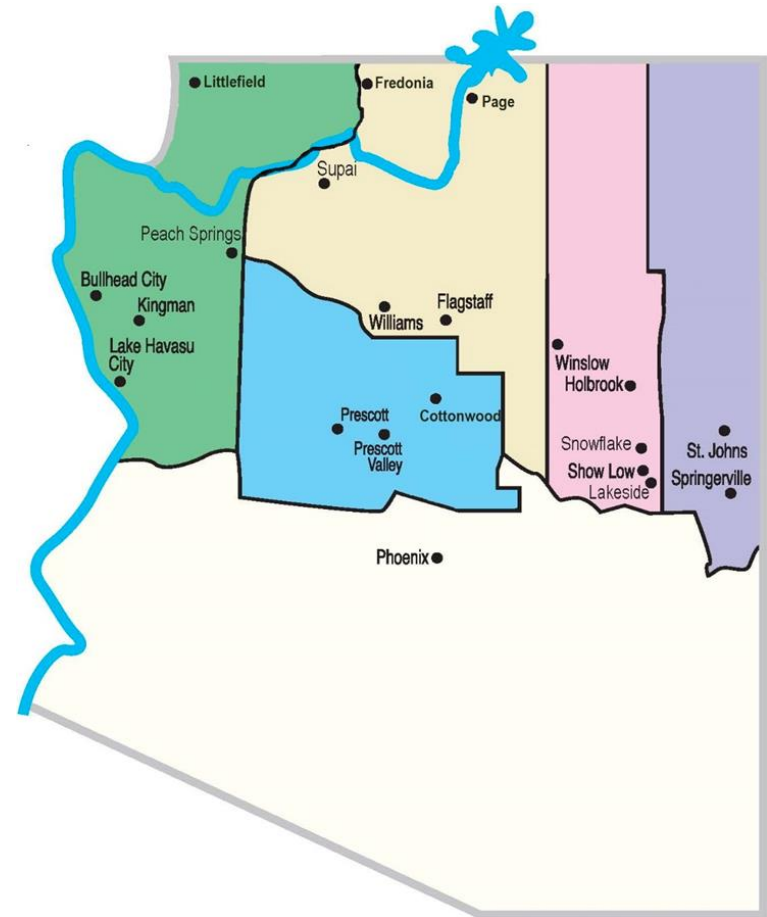 Littlefield
Fredonia
Page
Supai
Peach Springs
Bullhead City
Kingman
Lake Havasu
City
Williams
Flagstaff
Winslow
Holbrook
Prescott
Prescott
Valley
Cottonwood
Snowflake
Show Low
Lakeside
St. Johns
Springerville
Phoenix